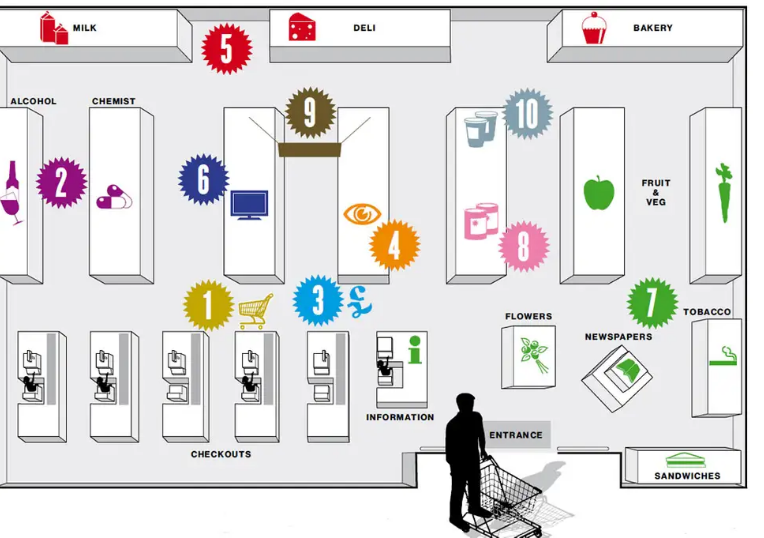 MILK
DELI
BAKERY
5
ALCOHOL
CHEMIST
9
10
2
6
FRUIT
&
VEG
4
8
1
3
£
7
TOBACCO
FLOWERS
NEWSPAPERS
i
INFORMATION
ENTRANCE
CHECKOUTS
SANDWICHES